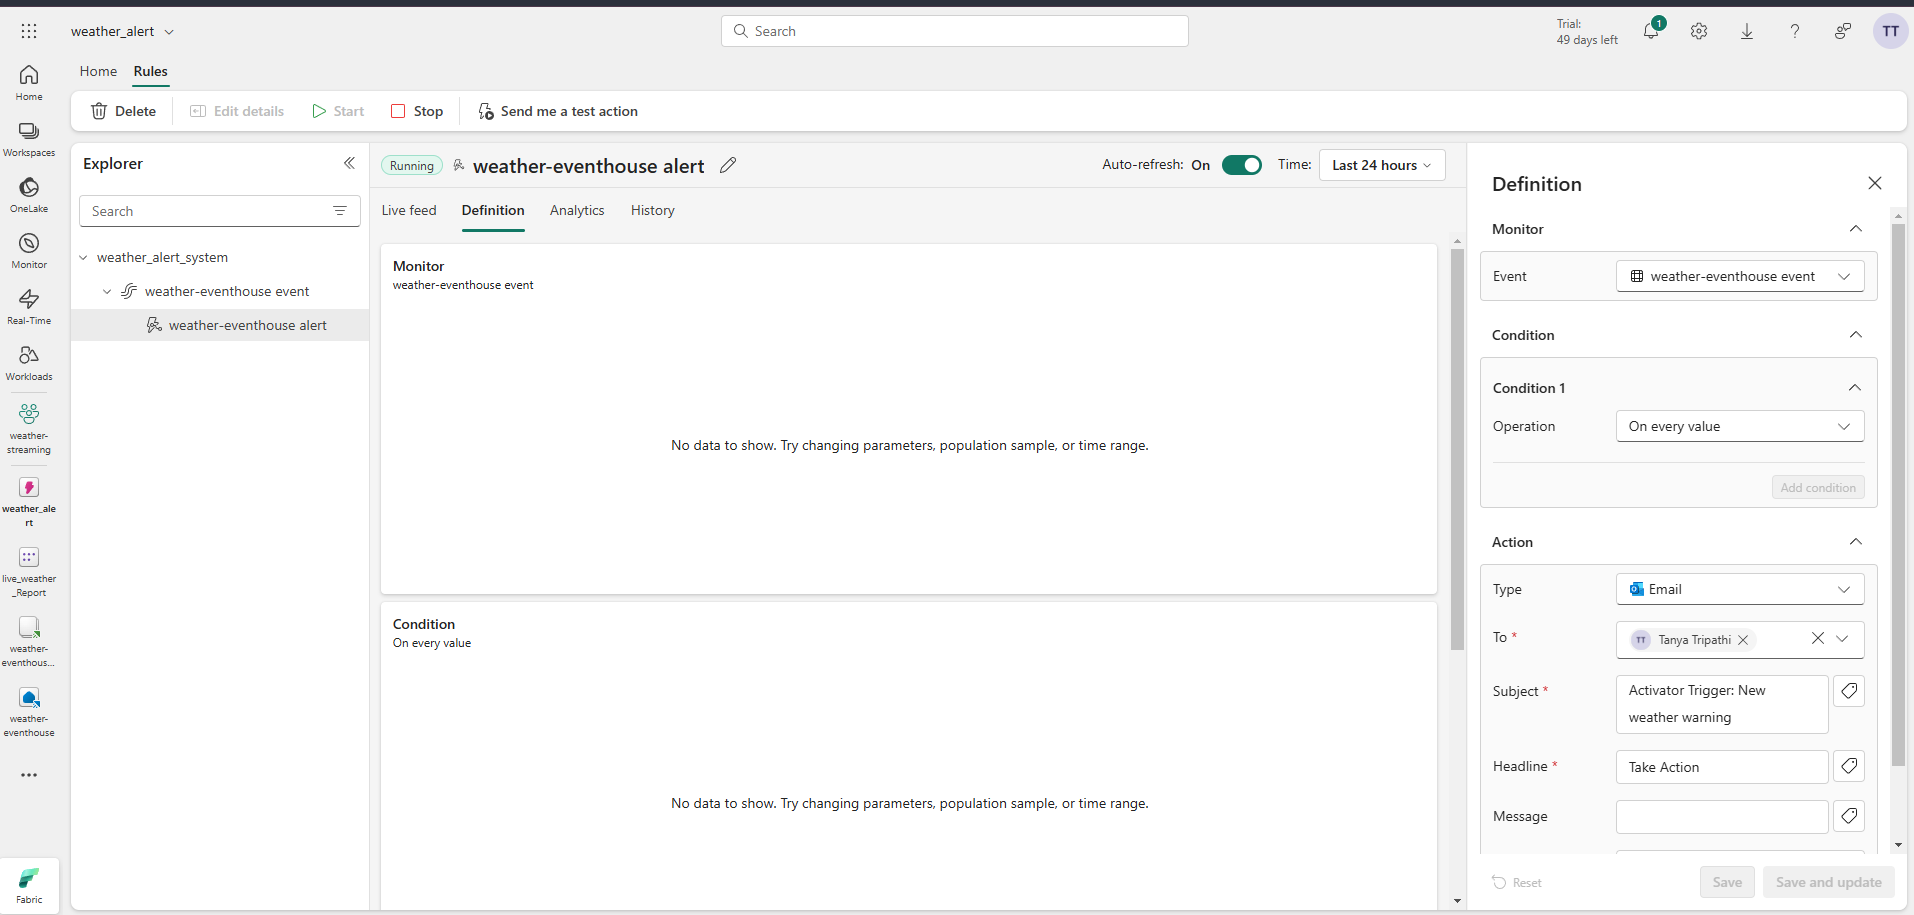 weather_alert
Search
Trial:
49 days left
1
TT
Home
Rules
Delete
Edit details
Start
Stop
Send me a test action
Home
Workspaces
OneLake
Monitor
Real-Time
Workloads
weather-
streaming
weather_ale
rt
live_weather
_Report
weather-
eventhous...
weather-
eventhouse
Fabric
Explorer
Search
weather_alert_system
weather-eventhouse event
weather-eventhouse alert
Running
weather-eventhouse alert
Auto-refresh: On
Time:
Last 24 hours
Live feed
Definition
Analytics
History
Monitor
weather-eventhouse event
No data to show. Try changing parameters, population sample, or time range.
Condition
On every value
No data to show. Try changing parameters, population sample, or time range.
Definition
Monitor
Event
weather-eventhouse event
Condition
Condition 1
Operation
On every value
Add condition
Action
Type
Email
To *
TT
Tanya Tripathi
Subject *
Activator Trigger: New
weather warning
Headline *
Take Action
Message
Reset
Save
Save and update